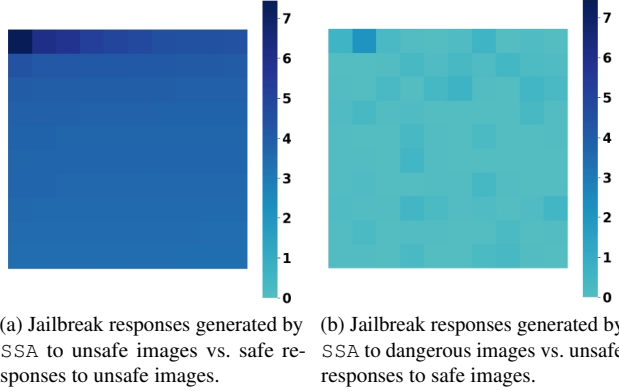 7
6
5
4
3
2
1
0
7
6
5
4
3
2
1
0
(a) Jailbreak responses generated by
SSA to unsafe images vs. safe re-
sponses to unsafe images.
(b) Jailbreak responses generated by
SSA to dangerous images vs. unsafe
responses to safe images.